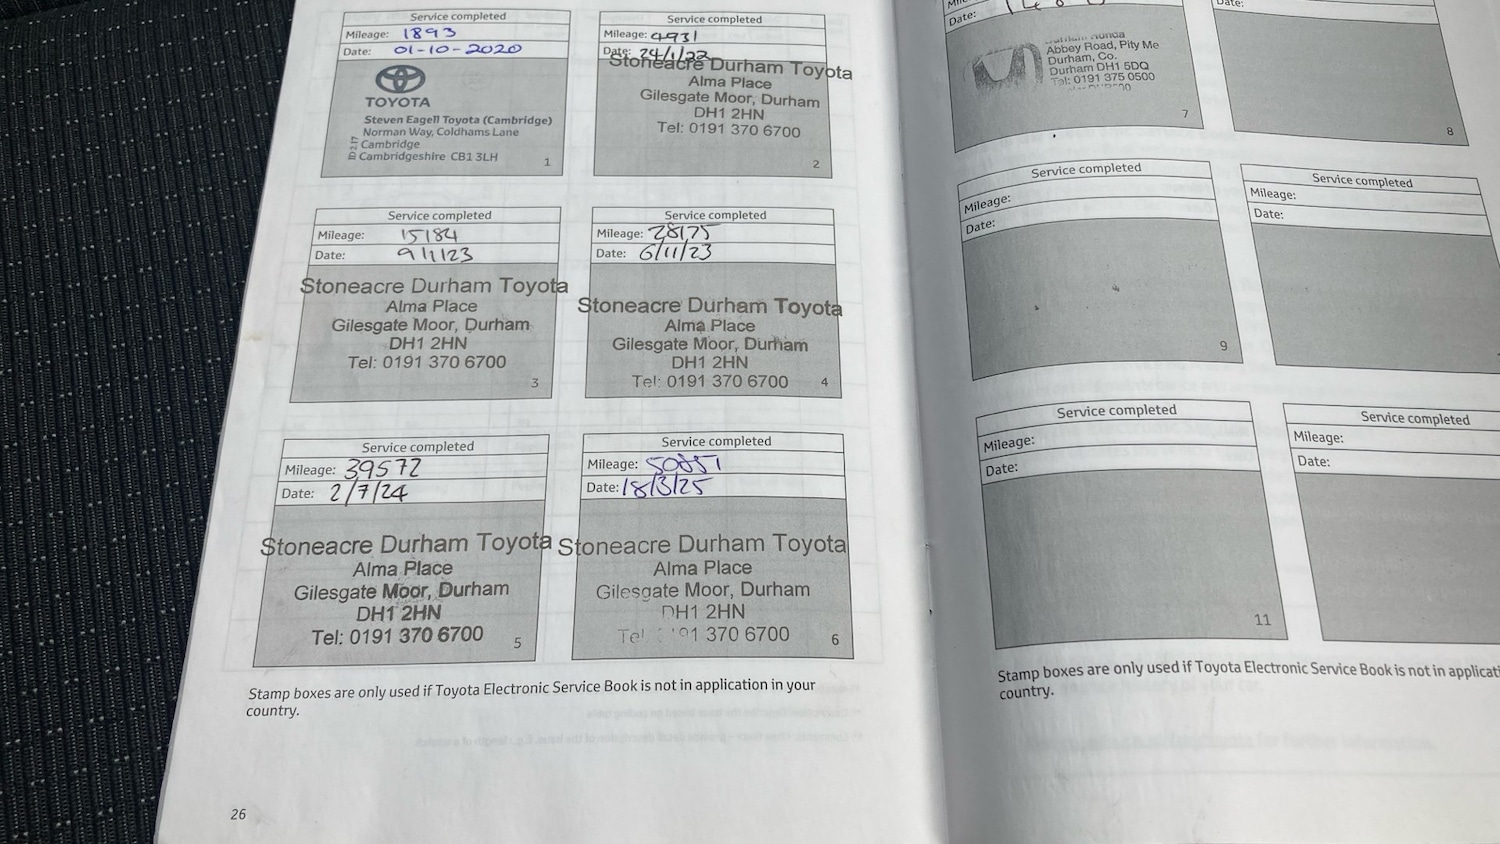 Service completed
Mileage: 1893
Date: 01-10-2020
TOYOTA
Steven Eagell Toyota (Cambridge)
Norman Way, Coldhams Lane
Cambridge
Cambridgeshire CB1 3LH
1
Service completed
Mileage: 4931
Date: 24/1/22
Stoneacre Durham Toyota
Alma Place
Gilesgate Moor, Durham
DH1 2HN
Tel: 0191 370 6700
2
Service completed
Mileage: 15184
Date: 9/1/23
Stoneacre Durham Toyota
Alma Place
Gilesgate Moor, Durham
DH1 2HN
Tel: 0191 370 6700
3
Service completed
Mileage: 28175
Date: 6/11/23
Stoneacre Durham Toyota
Alma Place
Gilesgate Moor, Durham
DH1 2HN
Tel: 0191 370 6700
4
Service completed
Mileage: 39572
Date: 2/7/24
Stoneacre Durham Toyota
Alma Place
Gilesgate Moor, Durham
DH1 2HN
Tel: 0191 370 6700
5
Service completed
Mileage:
Date: 18/3/25
Stoneacre Durham Toyota
Alma Place
Gilesgate Moor, Durham
DH1 2HN
Tel: 0191 370 6700
6
Stamp boxes are only used if Toyota Electronic Service Book is not in application in your
country.
26
Date:
Honda
Abbey Road, Pity Me
Durham, Co.
Durham DH1 5DQ
Tel: 0191 375 0500
7
Date:
8
Service completed
Mileage:
Date:
9
Service completed
Mileage:
Date:
Service completed
Mileage:
Date:
11
Service completed
Mileage:
Date:
Stamp boxes are only used if Toyota Electronic Service Book is not in
country.